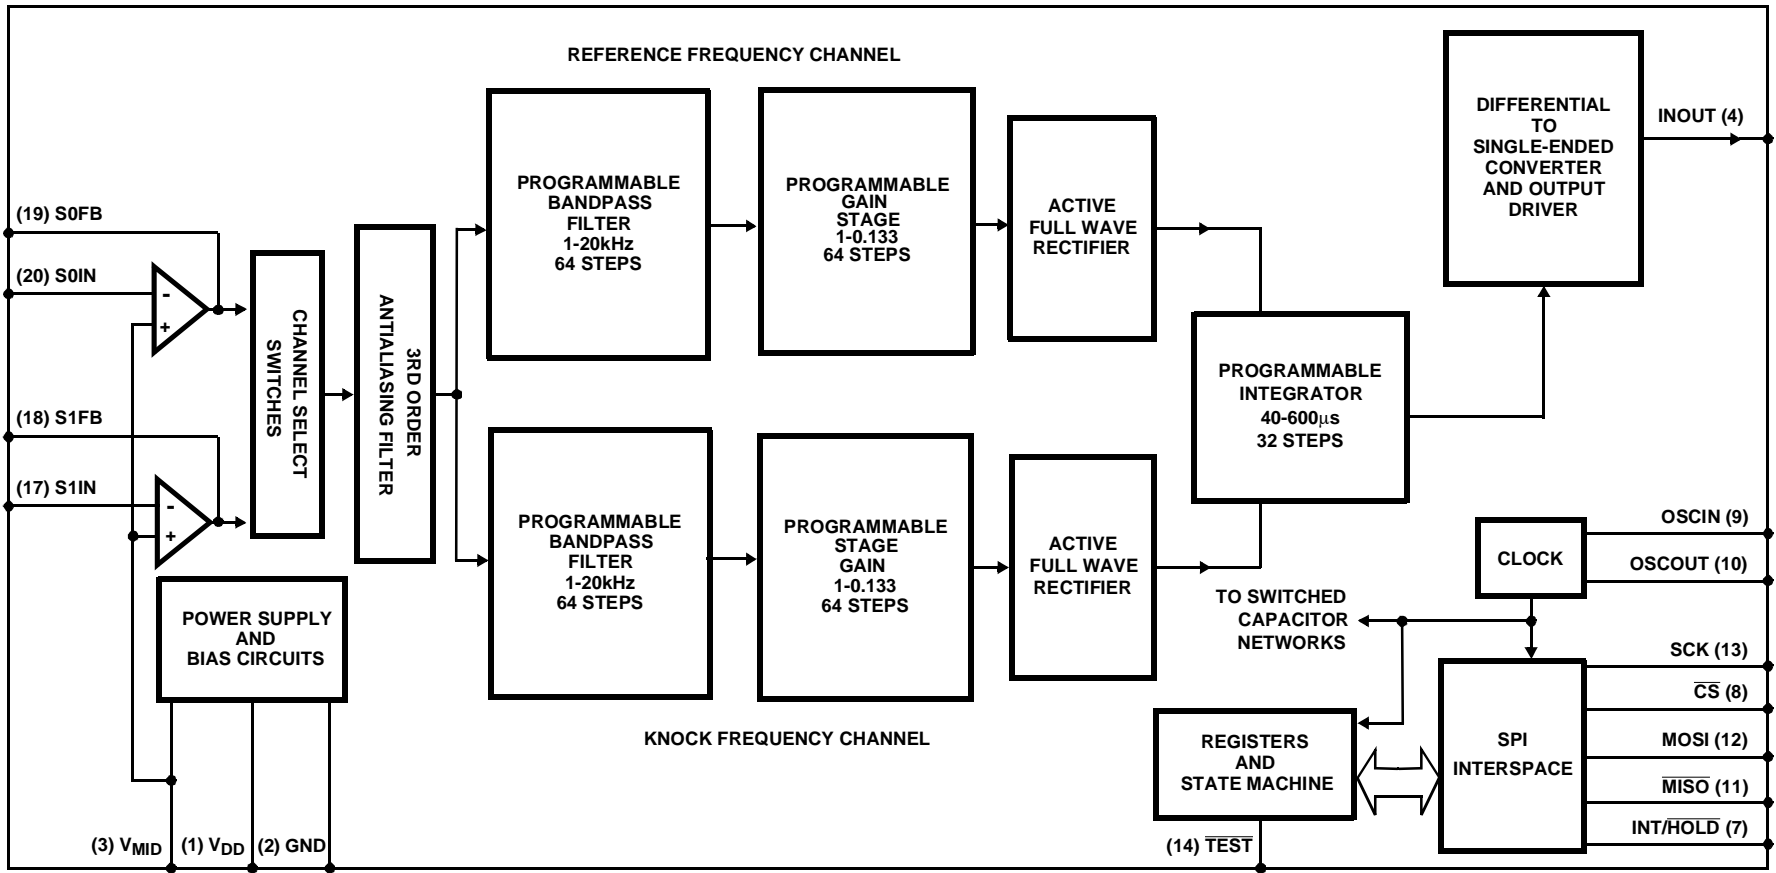 REFERENCE FREQUENCY CHANNEL
(19) S0FB
(20) S0IN
-
+
(18) S1FB
(17) S1IN
-
+
CHANNEL SELECT
SWITCHES
3RD ORDER
ANTIALIASING FILTER
PROGRAMMABLE
BANDPASS
FILTER
1-20kHz
64 STEPS
PROGRAMMABLE
GAIN
STAGE
1-0.133
64 STEPS
ACTIVE
FULL WAVE
RECTIFIER
PROGRAMMABLE
BANDPASS
FILTER
1-20kHz
64 STEPS
PROGRAMMABLE
STAGE
GAIN
1-0.133
64 STEPS
ACTIVE
FULL WAVE
RECTIFIER
KNOCK FREQUENCY CHANNEL
PROGRAMMABLE
INTEGRATOR
40-600μs
32 STEPS
DIFFERENTIAL
TO
SINGLE-ENDED
CONVERTER
AND OUTPUT
DRIVER
INOUT (4)
POWER SUPPLY
AND
BIAS CIRCUITS
(3) VMID
(1) VDD
(2) GND
CLOCK
OSCIN (9)
OSCOUT (10)
TO SWITCHED
CAPACITOR
NETWORKS
REGISTERS
AND
STATE MACHINE
(14) TEST
SPI
INTERSPACE
SCK (13)
CS (8)
MOSI (12)
MISO (11)
INT/HOLD (7)